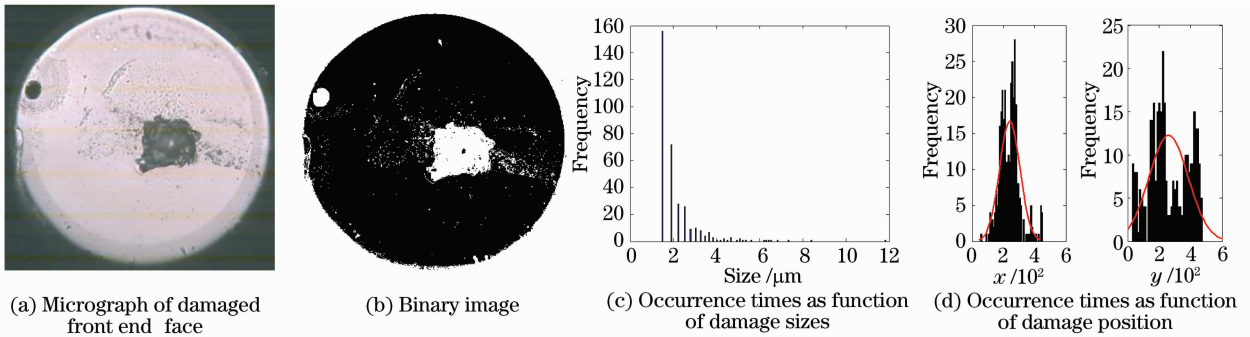 160
140
120
100
80
60
40
20
0
Frequency
0 2 4 6 8 10 12
Size /μm
30
25
20
15
10
5
0
Frequency
0 2 4 6
x /10²
25
20
15
10
5
0
Frequency
0 2 4 6
y /10²
(a) Micrograph of damaged
front end face
(b) Binary image
(c) Occurrence times as function
of damage sizes
(d) Occurrence times as function
of damage position